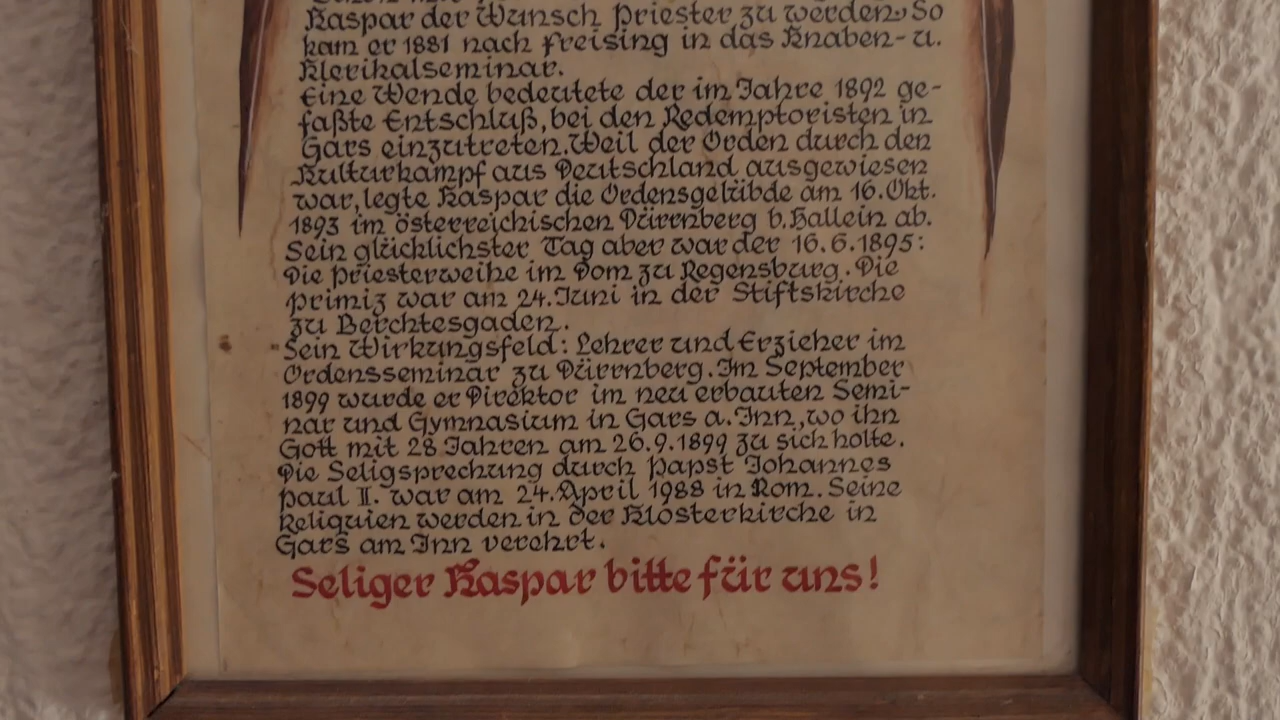 Kaspar der Wunsch Priester zu werden. So
kam er 1881 nach Freising in das Knaben- u.
Klerikalseminar.
Eine Wende bedeutete der im Jahre 1892 ge-
faßte Entschluß, bei den Redemptoristen in
Gars einzutreten. Weil der Orden durch den
Kulturkampf aus Deutschland ausgewiesen
war, legte Kaspar die Ordensgelübde am 16. Okt.
1893 im österreichischen Dürrnberg b. Hallein ab.
Sein glücklichster Tag aber war der 16.6.1895:
Die Priesterweihe im Dom zu Regensburg. Die
Primiz war am 24. Juni in der Stiftskirche
zu Berchtesgaden.
Sein Wirkungsfeld: Lehrer und Erzieher im
Ordensseminar zu Dürrnberg. Im September
1899 wurde er Direktor im neu erbauten Semi-
nar und Gymnasium in Gars a. Inn, wo ihn
Gott mit 28 Jahren am 26.9.1899 zu sich holte.
Die Seligsprechung durch Papst Johannes
Paul II. war am 24. April 1988 in Rom. Seine
Reliquien werden in der Klosterkirche in
Gars am Inn verehrt.
Seliger Kaspar bitte für uns!